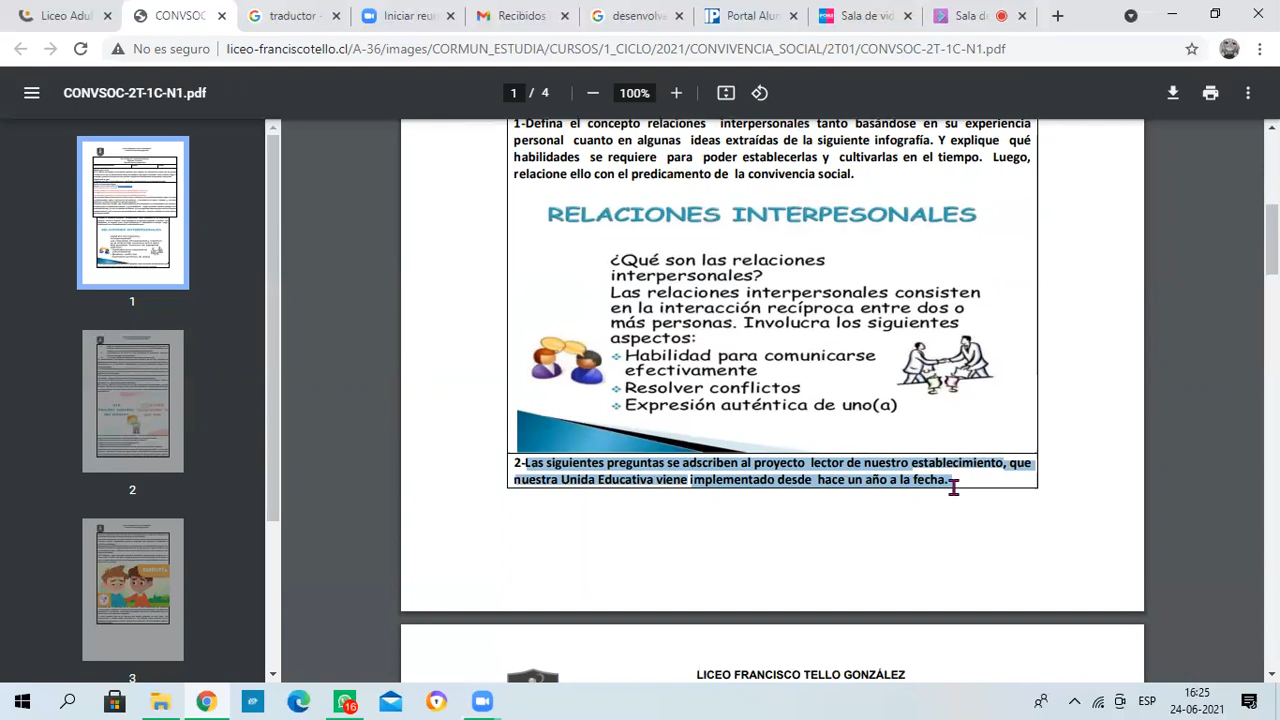 Liceo Adul
CONVSOC
traductor -
Iniciar reu
Recibidos
desenvolve
Portal Alun
Sala de vid
Sala de
No es seguro
liceo-franciscotello.cl/A-36/images/CORMUN_ESTUDIA/CURSOS/1_CICLO/2021/CONVIVENCIA_SOCIAL/2T01/CONVSOC-2T-1C-N1.pdf
CONVSOC-2T-1C-N1.pdf
1 / 4
100%
1-Defina el concepto relaciones interpersonales tanto basándose en su experiencia
personal cuanto en algunas ideas extraídas de la siguiente infografía. Y explique qué
habilidades se requiere para poder establecerlas y cultivarlas en el tiempo. Luego,
relacione ello con el predicamento de la convivencia social.
RELACIONES INTERPESONALES
¿Qué son las relaciones
interpersonales?
Las relaciones interpersonales consisten
en la interacción recíproca entre dos o
más personas. Involucra los siguientes
aspectos:
Habilidad para comunicarse
efectivamente
Resolver conflictos
Expresión auténtica de uno(a)
2-Las siguientes preguntas se adscriben al proyecto lector de nuestro establecimiento, que
nuestra Unida Educativa viene implementado desde hace un año a la fecha.
LICEO FRANCISCO TELLO GONZÁLEZ
1
2
3
16
ESP
16:25
24-06-2021